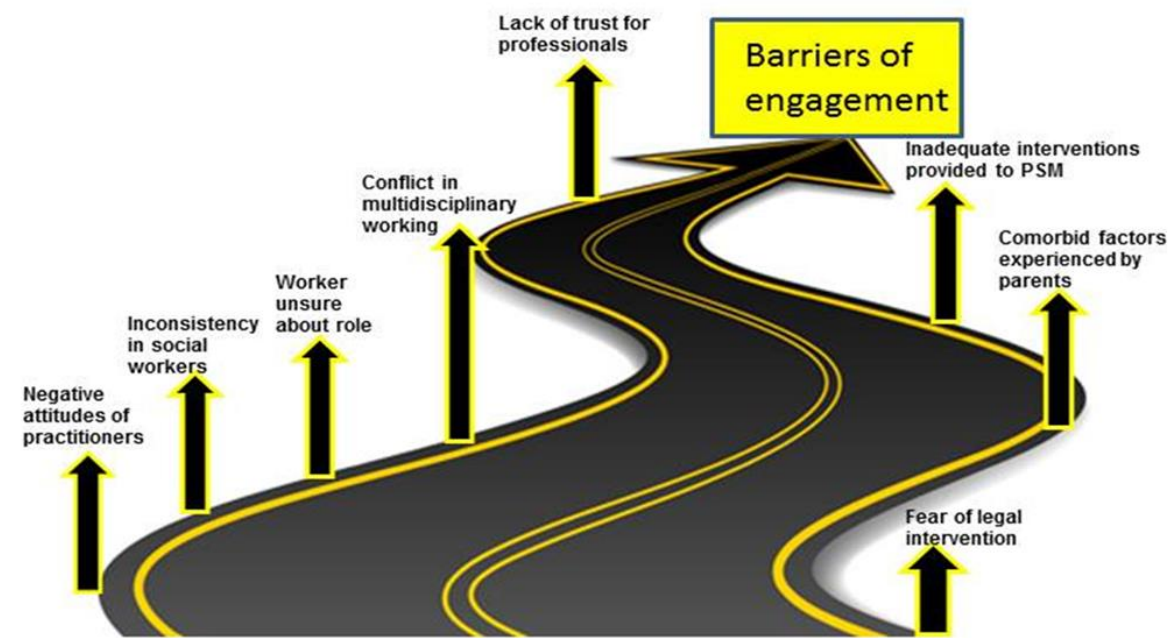 Lack of trust for
professionals
Barriers of
engagement
Inadequate interventions
provided to PSM
Conflict in
multidisciplinary
working
Comorbid factors
experienced by
parents
Worker
unsure
about role
Inconsistency
in social
workers
Negative
attitudes of
practitioners
Fear of legal
intervention